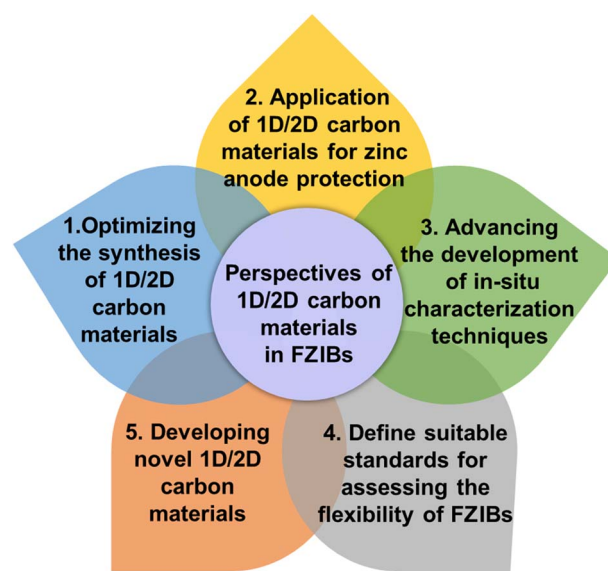 2. Application
of 1D/2D carbon
materials for zinc
anode protection
1.Optimizing
the synthesis
of 1D/2D
carbon
materials
3. Advancing
the development
of in-situ
characterization
techniques
Perspectives of
1D/2D carbon
materials
in FZIBs
5. Developing
novel 1D/2D
carbon
materials
4. Define suitable
standards for
assessing the
flexibility of FZIBs